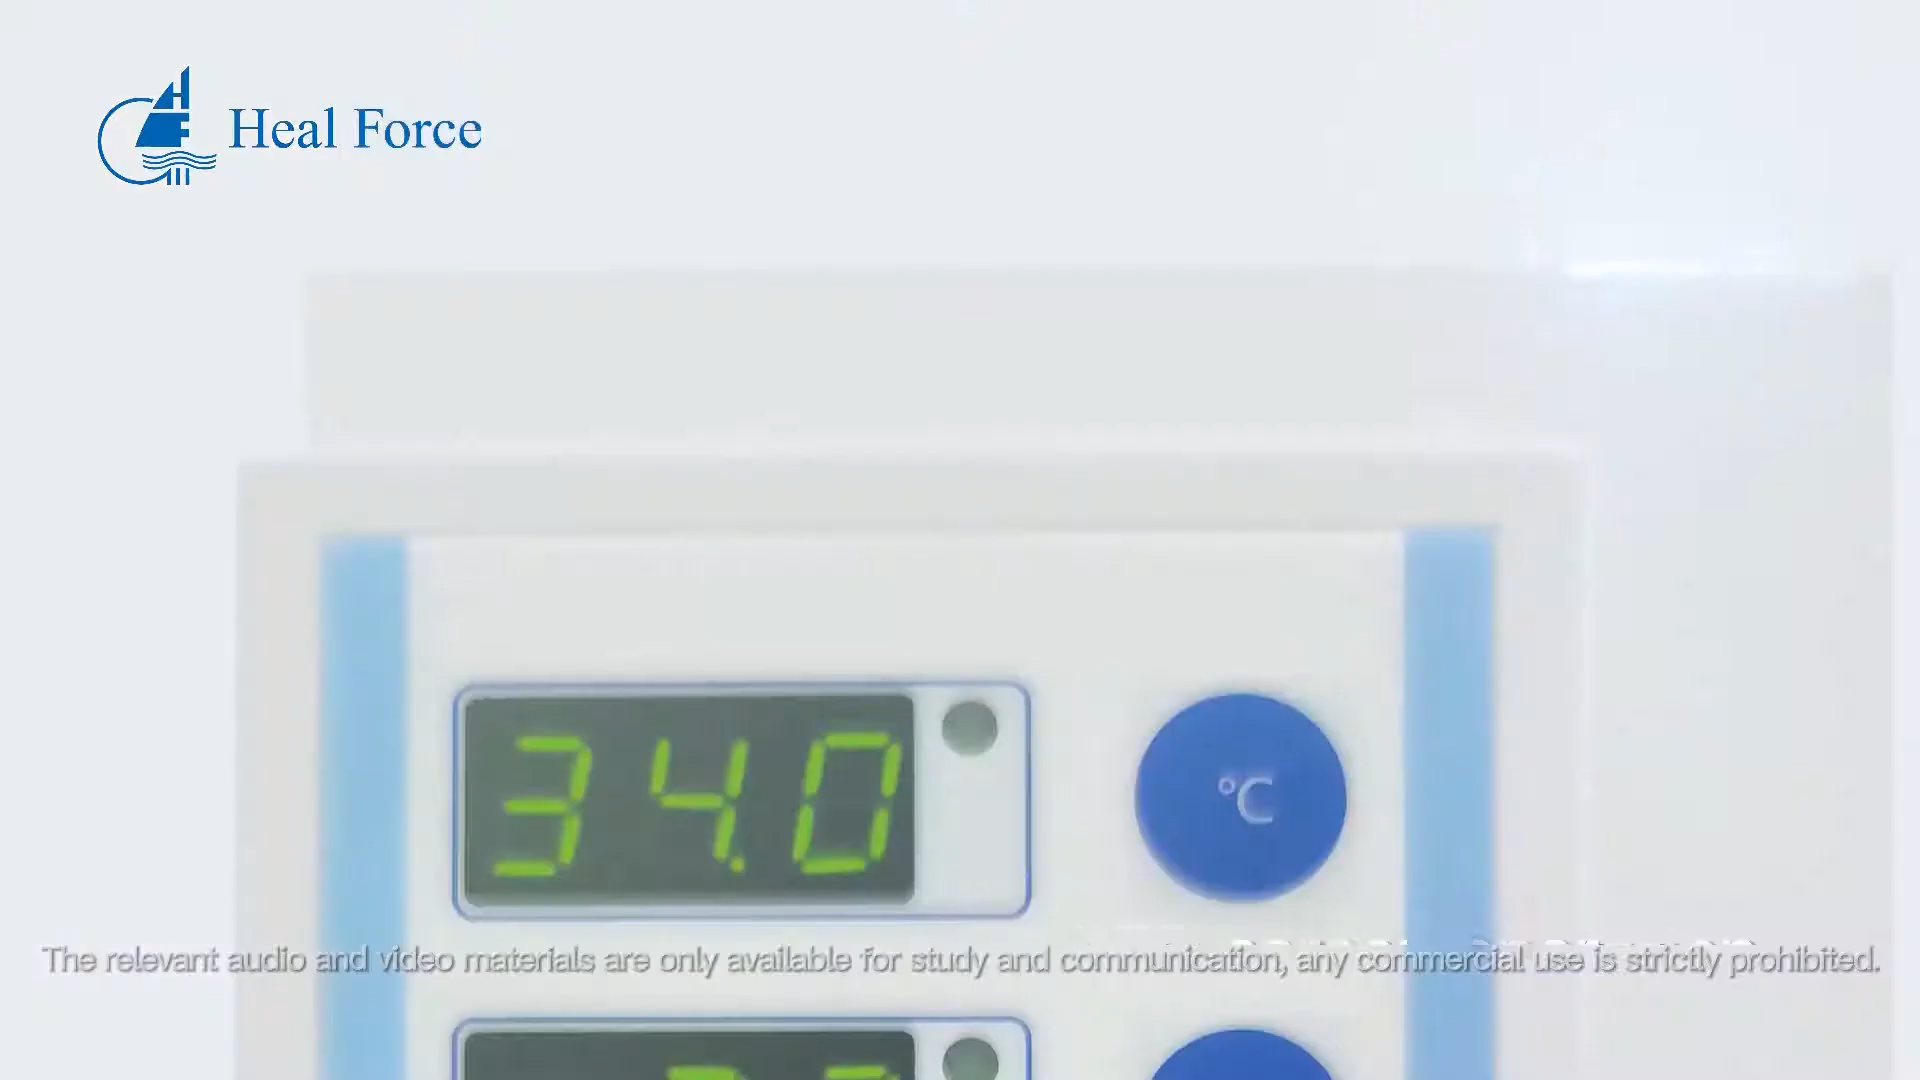 Heal Force
34.0
°C
The relevant audio and video materials are only available for study and communication, any commercial use is strictly prohibited.